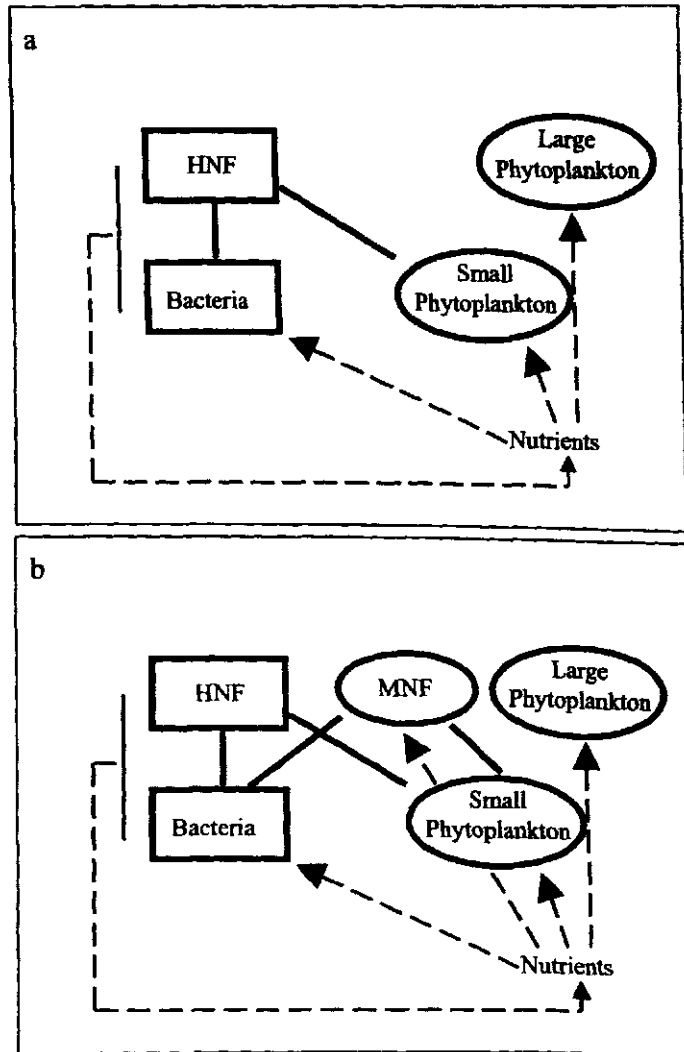 a
HNF
Large
Phytoplankton
Bacteria
Small
Phytoplankton
Nutrients
b
HNF
MNF
Large
Phytoplankton
Bacteria
Small
Phytoplankton
Nutrients